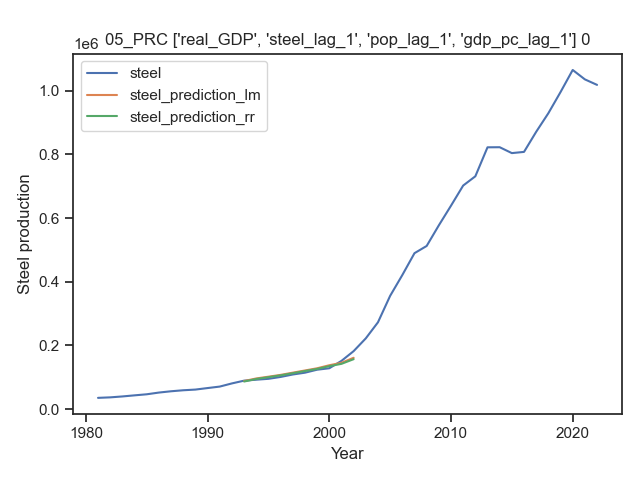 05_PRC ['real_GDP', 'steel_lag_1', 'pop_lag_1', 'gdp_pc_lag_1'] 0
1e6
steel
steel_prediction_lm
steel_prediction_rr
1.0
0.8
0.6
0.4
0.2
0.0
Steel production
1980
1990
2000
2010
2020
Year